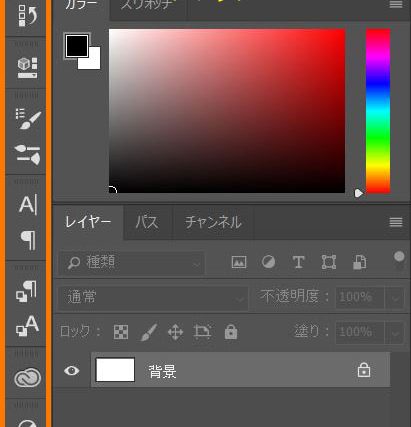 カラー スウォッチ
レイヤー パス チャンネル
種類
通常 不透明度: 100%
ロック: 塗り: 100%
背景